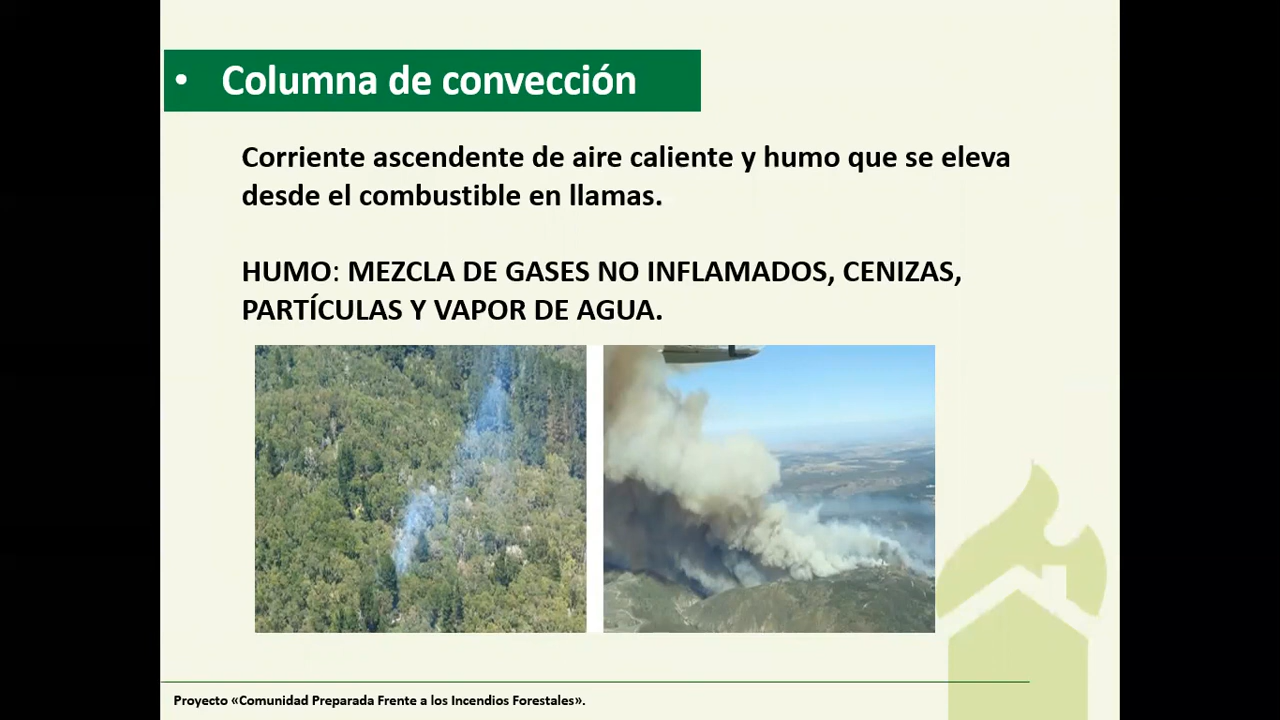 • Columna de convección
Corriente ascendente de aire caliente y humo que se eleva
desde el combustible en llamas.
HUMO: MEZCLA DE GASES NO INFLAMADOS, CENIZAS,
PARTÍCULAS Y VAPOR DE AGUA.
Proyecto «Comunidad Preparada Frente a los Incendios Forestales».